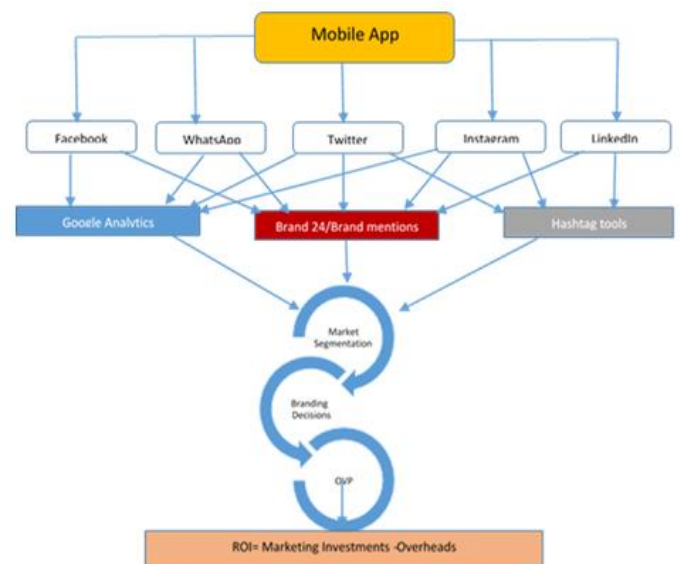 Mobile App
Facebook
WhatsApp
Twitter
Instagram
LinkedIn
Google Analytics
Brand 24/Brand mentions
Hashtag tools
Market
Segmentation
Branding
Decisions
OVP
ROI= Marketing Investments -Overheads